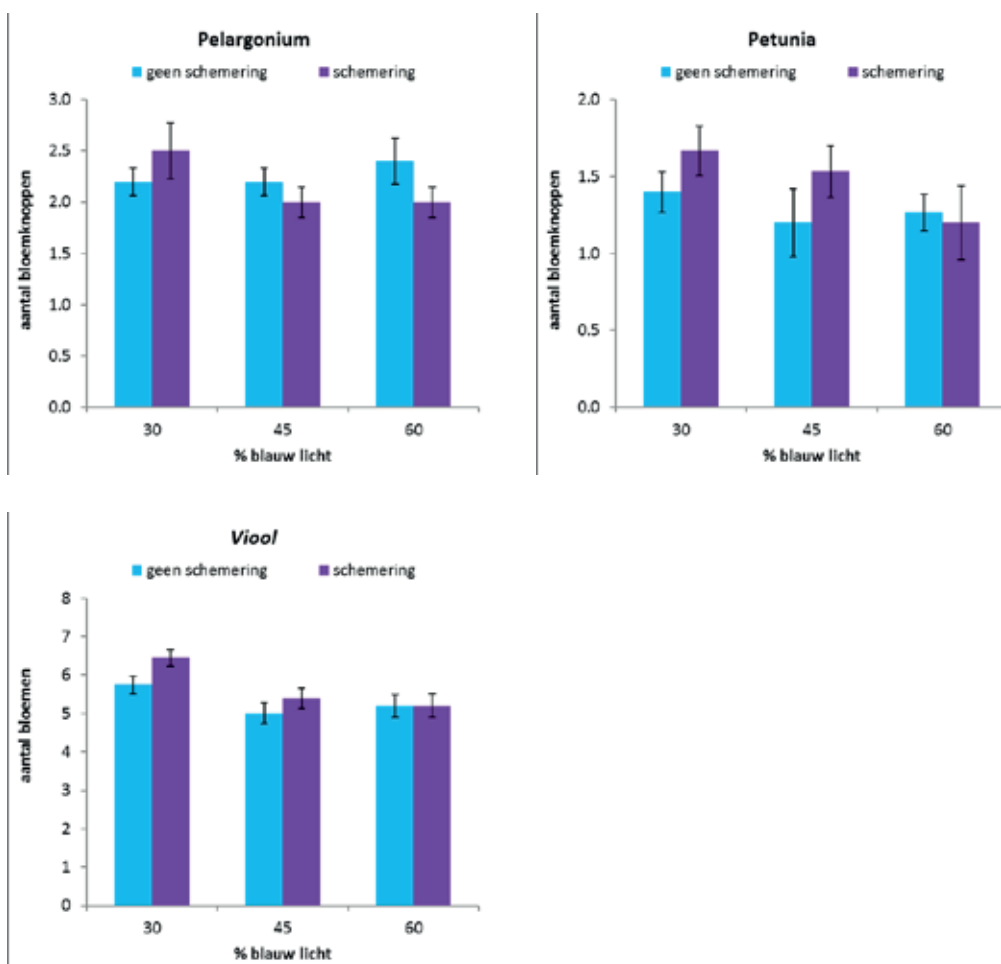 Pelargonium
geen schemering schemering
aantal bloemknoppen
3.0
2.5
2.0
1.5
1.0
0.5
0.0
30 45 60
% blauw licht
Petunia
geen schemering schemering
aantal bloemknoppen
2.0
1.5
1.0
0.5
0.0
30 45 60
% blauw licht
Viool
geen schemering schemering
aantal bloemen
8
7
6
5
4
3
2
1
0
30 45 60
% blauw licht